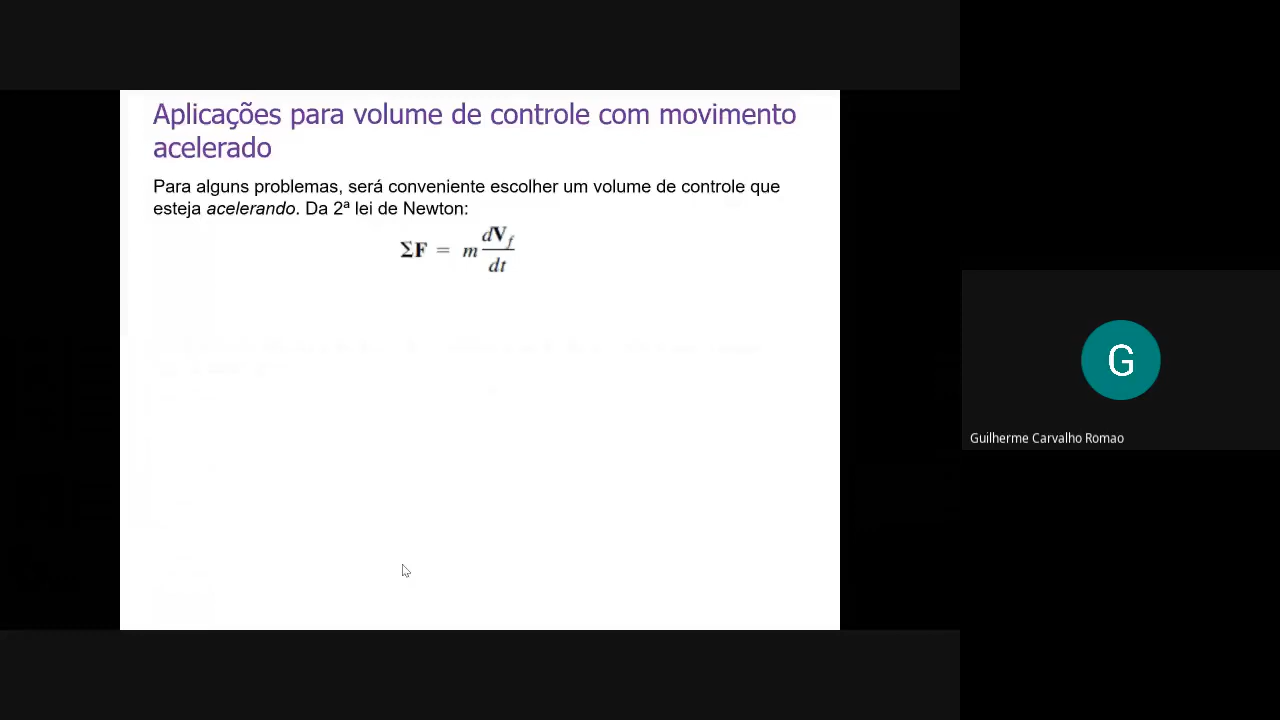 Aplicações para volume de controle com movimento
acelerado
Para alguns problemas, será conveniente escolher um volume de controle que
esteja acelerando. Da 2ª lei de Newton:
ΣF = m dV_f/dt
G
Guilherme Carvalho Romao